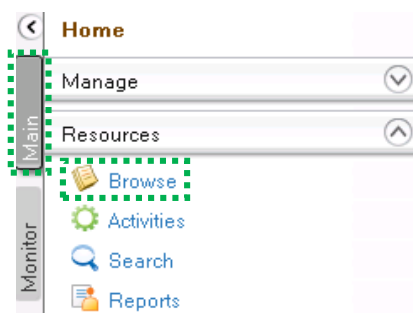 Home
Main
Manage
Resources
Browse
Activities
Monitor
Search
Reports